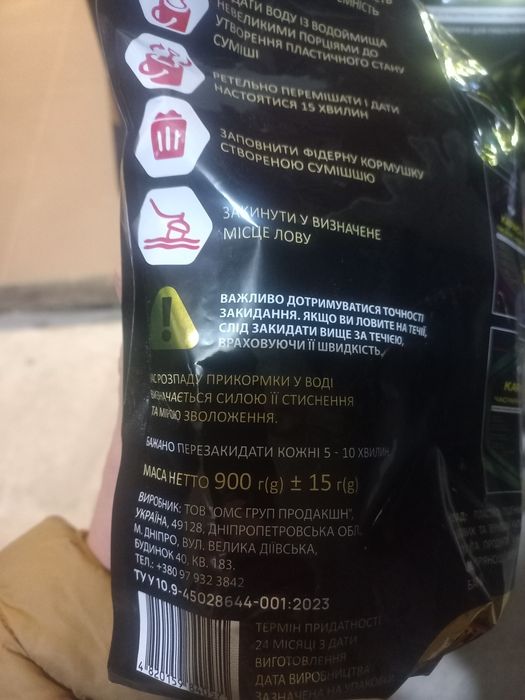 ДАТИ ВОДУ ІЗ ВОДОЙМИЩА
НЕВЕЛИКИМИ ПОРЦІЯМИ ДО
УТВОРЕННЯ ПЛАСТИЧНОГО СТАНУ
СУМІШІ
РЕТЕЛЬНО ПЕРЕМІШАТИ І ДАТИ
НАСТОЯТИСЯ 15 ХВИЛИН
ЗАПОВНИТИ ФІДЕРНУ КОРМУШКУ
СТВОРЕНОЮ СУМІШШЮ
ЗАКИНУТИ У ВИЗНАЧЕНЕ
МІСЦЕ ЛОВУ
ВАЖЛИВО ДОТРИМУВАТИСЯ ТОЧНОСТІ
ЗАКИДАННЯ. ЯКЩО ВИ ЛОВИТЕ НА ТЕЧІЇ,
СЛІД ЗАКИДАТИ ВИЩЕ ЗА ТЕЧІЄЮ,
ВРАХОВУЮЧИ ЇЇ ШВИДКІСТЬ.
ЧАС РОЗПАДУ ПРИКОРМКИ У ВОДІ
ВИЗНАЧАЄТЬСЯ СИЛОЮ ЇЇ СТИСНЕННЯ
ТА МІРОЮ ЗВОЛОЖЕННЯ.
БАЖАНО ПЕРЕЗАКИДАТИ КОЖНІ 5 - 10 ХВИЛИН
МАСА НЕТТО 900 г(g) ± 15 г(g)
ВИРОБНИК: ТОВ "ОМС ГРУП ПРОДАКШН",
УКРАЇНА, 49128, ДНІПРОПЕТРОВСЬКА ОБЛ.,
М. ДНІПРО, ВУЛ. ВЕЛИКА ДІЇВСЬКА,
БУДИНОК 40, КВ. 183.
ТЕЛ.: +380 97 932 3842
ТУ У 10.9-45028644-001:2023
ТЕРМІН ПРИДАТНОСТІ
24 МІСЯЦІ З ДАТИ
ВИГОТОВЛЕННЯ
ДАТА ВИРОБНИЦТВА
ЗАЗНАЧЕНА НА УПАКОВЦІ
4 820159